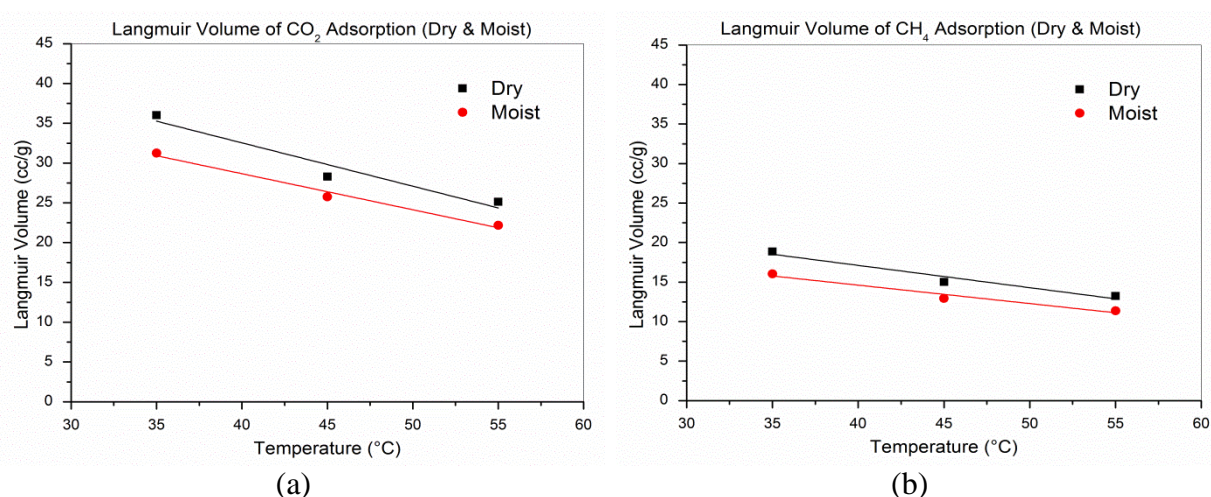 Langmuir Volume of CO2 Adsorption (Dry & Moist)
45
40
35
30
25
20
15
10
5
0
Langmuir Volume (cc/g)
Dry
Moist
30 35 40 45 50 55 60
Temperature (°C)
(a)
Langmuir Volume of CH4 Adsorption (Dry & Moist)
45
40
35
30
25
20
15
10
5
0
Langmuir Volume (cc/g)
Dry
Moist
30 35 40 45 50 55 60
Temperature (°C)
(b)